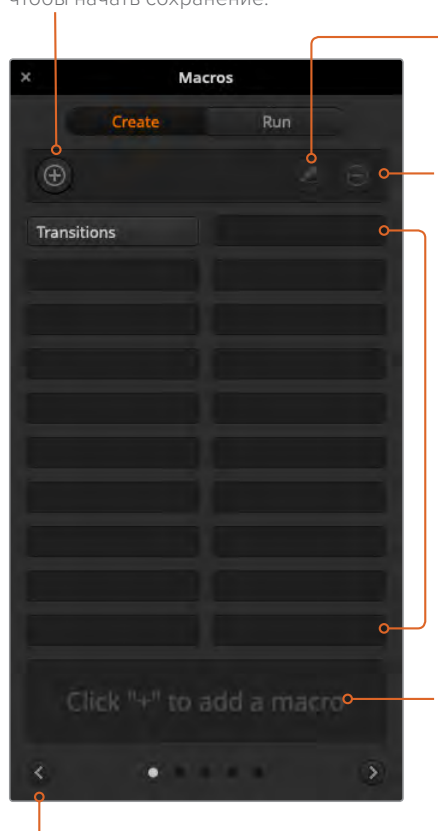 чтобы начать сохранение.
Macros
Create Run
Transitions
Click "+" to add a macro